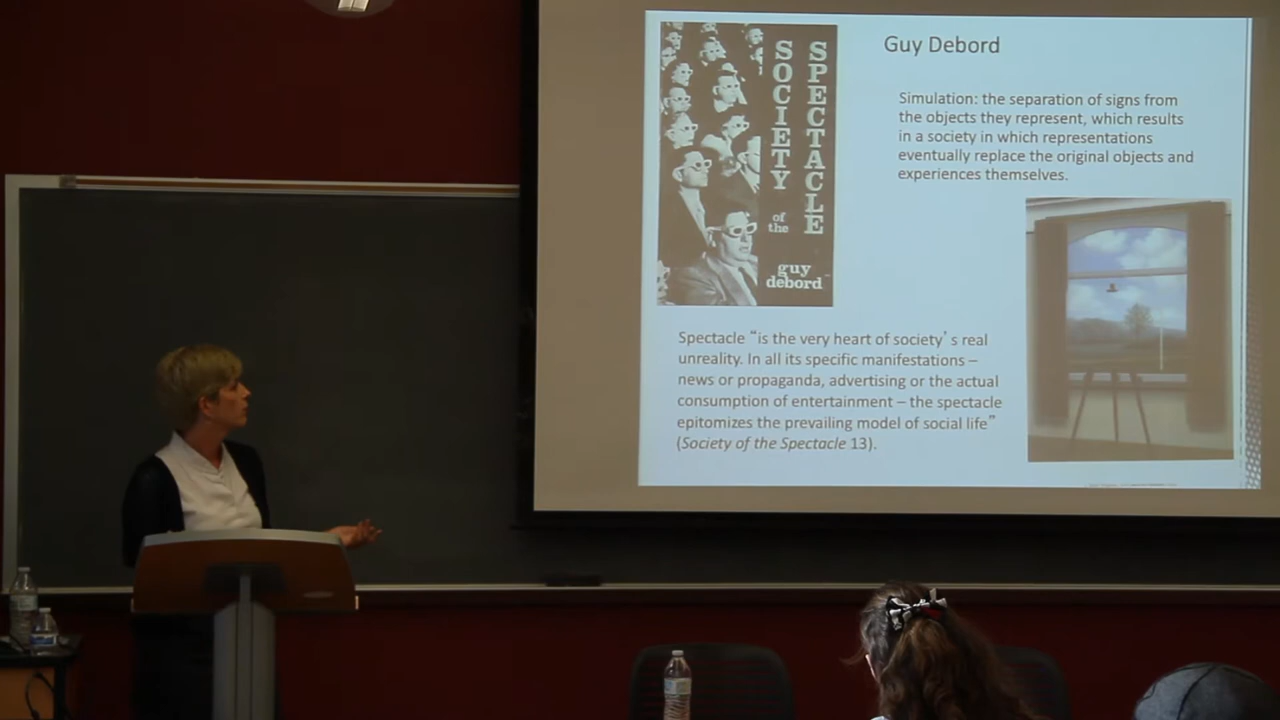 SOCIETY
of
the
SPECTACLE
guy
debord
Guy Debord
Simulation: the separation of signs from
the objects they represent, which results
in a society in which representations
eventually replace the original objects and
experiences themselves.
Spectacle “is the very heart of society’ s real
unreality. In all its specific manifestations –
news or propaganda, advertising or the actual
consumption of entertainment – the spectacle
epitomizes the prevailing model of social life”
(Society of the Spectacle 13).